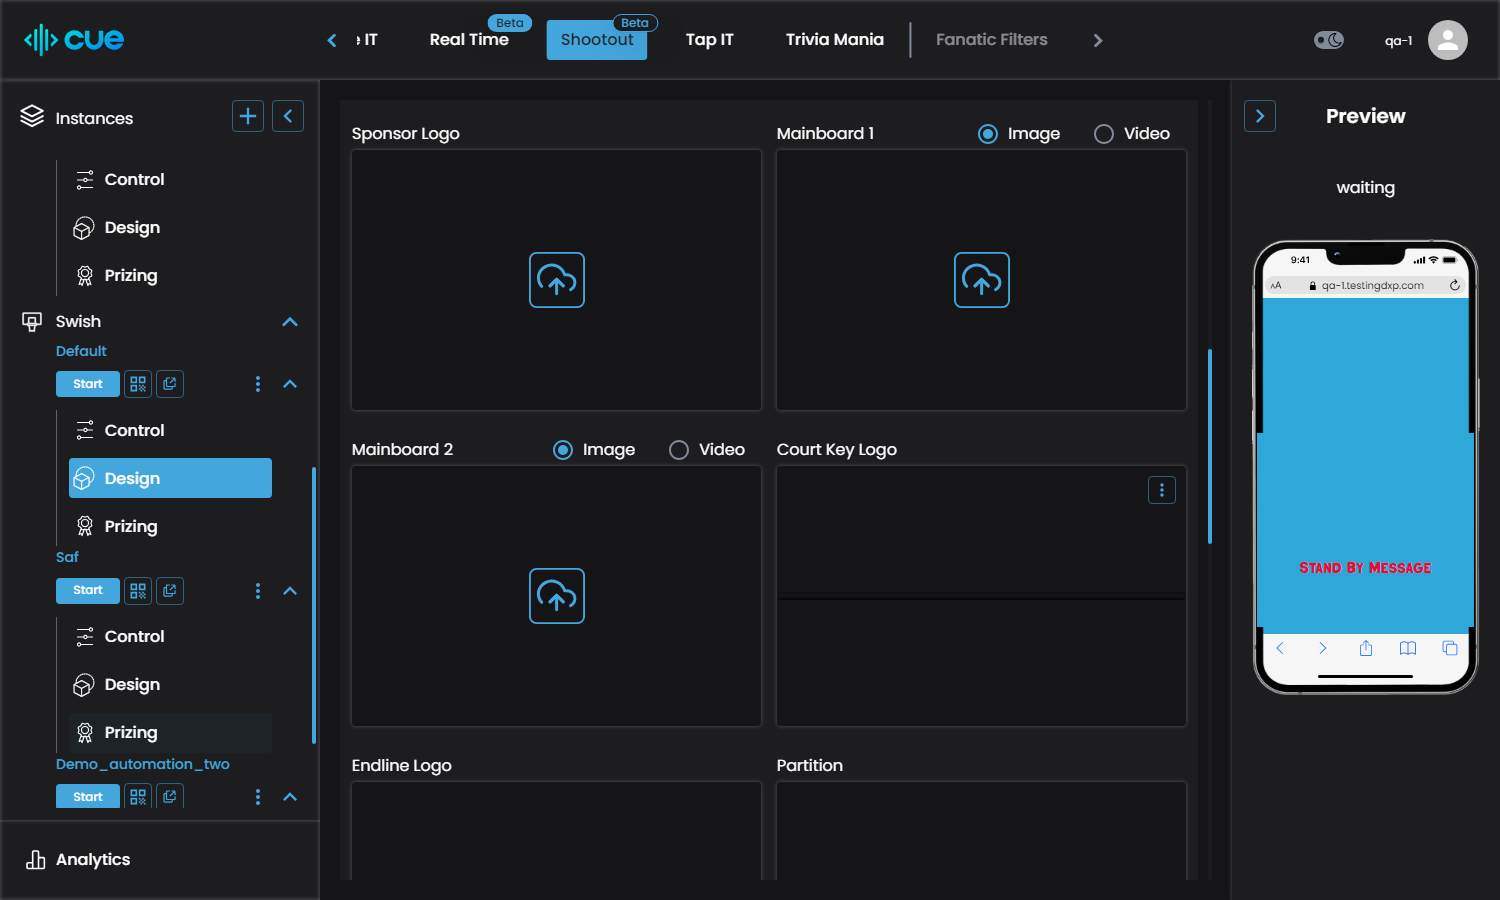 cue
IT
Real Time
Beta
Shootout
Beta
Tap IT
Trivia Mania
Fanatic Filters
qa-1
Instances
Control
Design
Prizing
Swish
Default
Start
Control
Design
Prizing
Saf
Start
Control
Design
Prizing
Demo_automation_two
Start
Analytics
Sponsor Logo
Mainboard 1
Image
Video
Mainboard 2
Image
Video
Court Key Logo
Endline Logo
Partition
Preview
waiting
9:41
AA
qa-1.testingdxp.com
Stand By Message